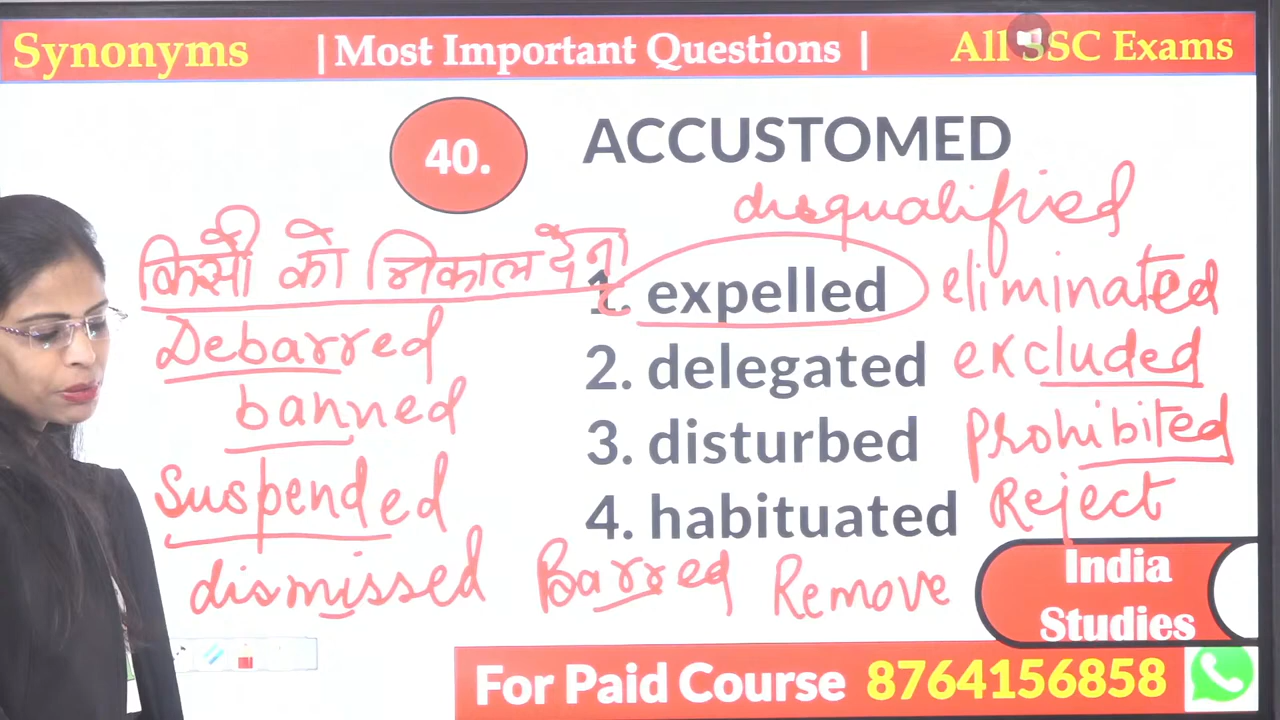 Synonyms | Most Important Questions | All SSC Exams
40. ACCUSTOMED
disqualified
किसी को निकाल देना
1. expelled eliminated
Debarred
2. delegated excluded
banned
3. disturbed prohibited
Suspended
4. habituated Reject
dismissed Barred Remove
India
Studies
For Paid Course 8764156858